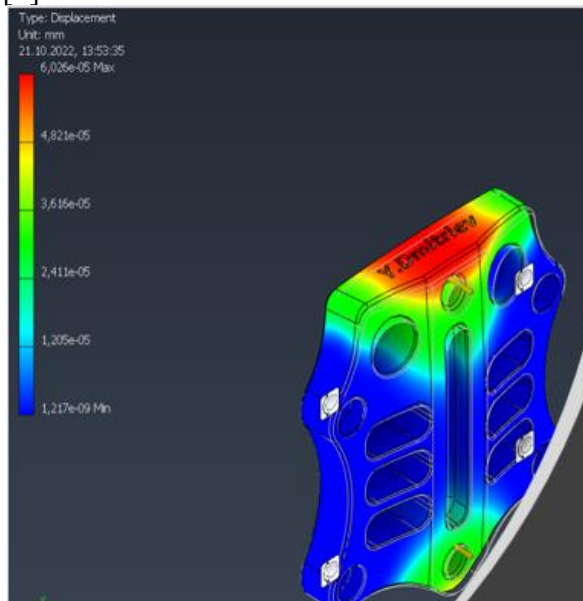 Type: Displacement
Unit: mm
21.10.2022, 13:53:35
6,026e-05 Max
4,821e-05
3,616e-05
2,411e-05
1,205e-05
1,217e-09 Min
Y.Dmitriev